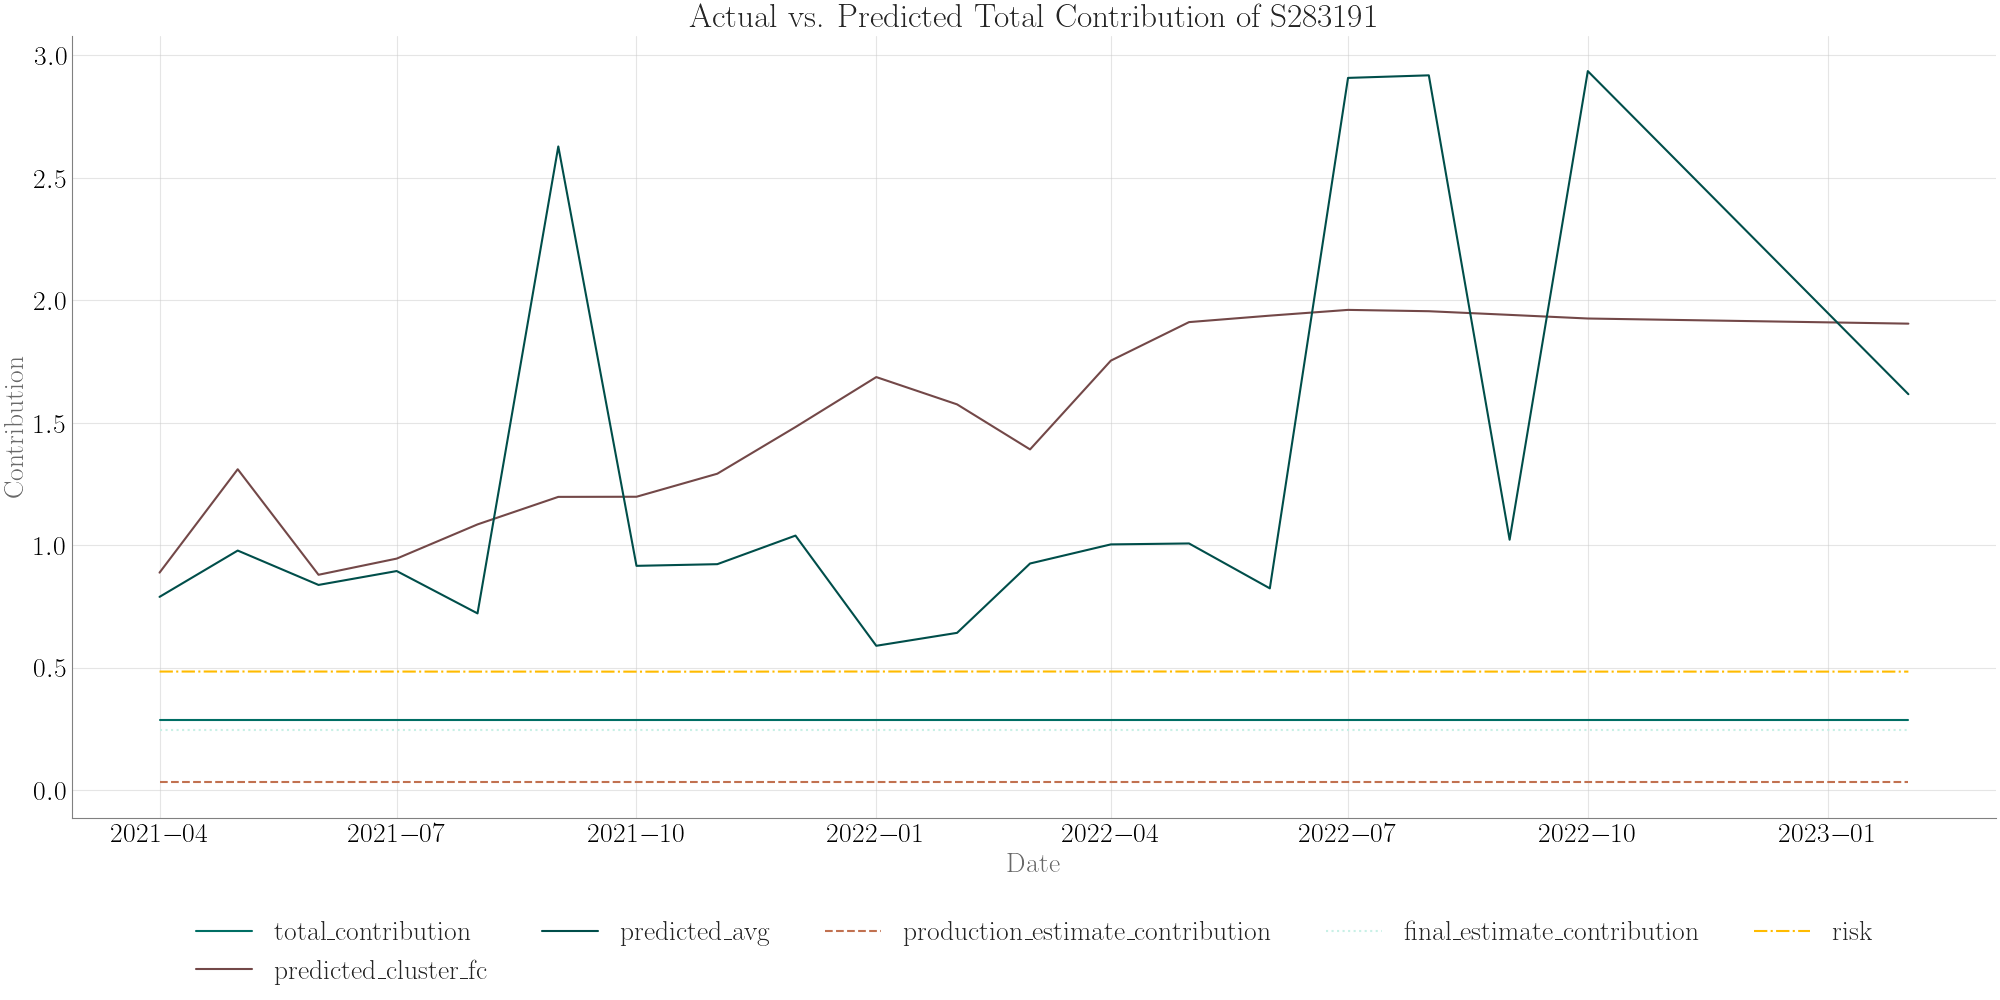 Actual vs. Predicted Total Contribution of S283191
3.0
2.5
2.0
1.5
1.0
0.5
0.0
Contribution
2021−04 2021−07 2021−10 2022−01 2022−04 2022−07 2022−10 2023−01
Date
total_contribution predicted_avg production_estimate_contribution final_estimate_contribution risk
predicted_cluster_fc